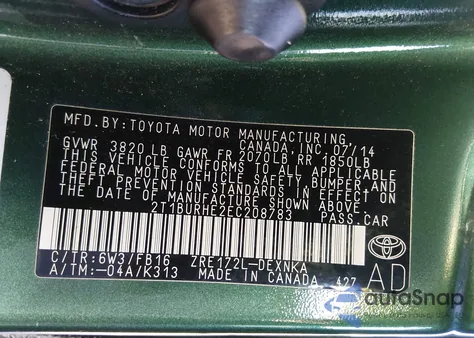 MFD. BY: TOYOTA MOTOR MANUFACTURING
CANADA, INC. 07/14
GVWR 3820 LB GAWR FR 2070LB RR 1850LB
THIS VEHICLE CONFORMS TO ALL APPLICABLE
FEDERAL MOTOR VEHICLE SAFETY, BUMPER, AND
THEFT PREVENTION STANDARDS IN EFFECT ON
THE DATE OF MANUFACTURE SHOWN ABOVE.
2T1BURHE2EC208783 PASS. CAR
C/TR: 6W3/FB16 ZRE172L-DEXNKA
A/TM: -04A/K313 MADE IN CANADA 427
AD
TOYOTA
autoSnap